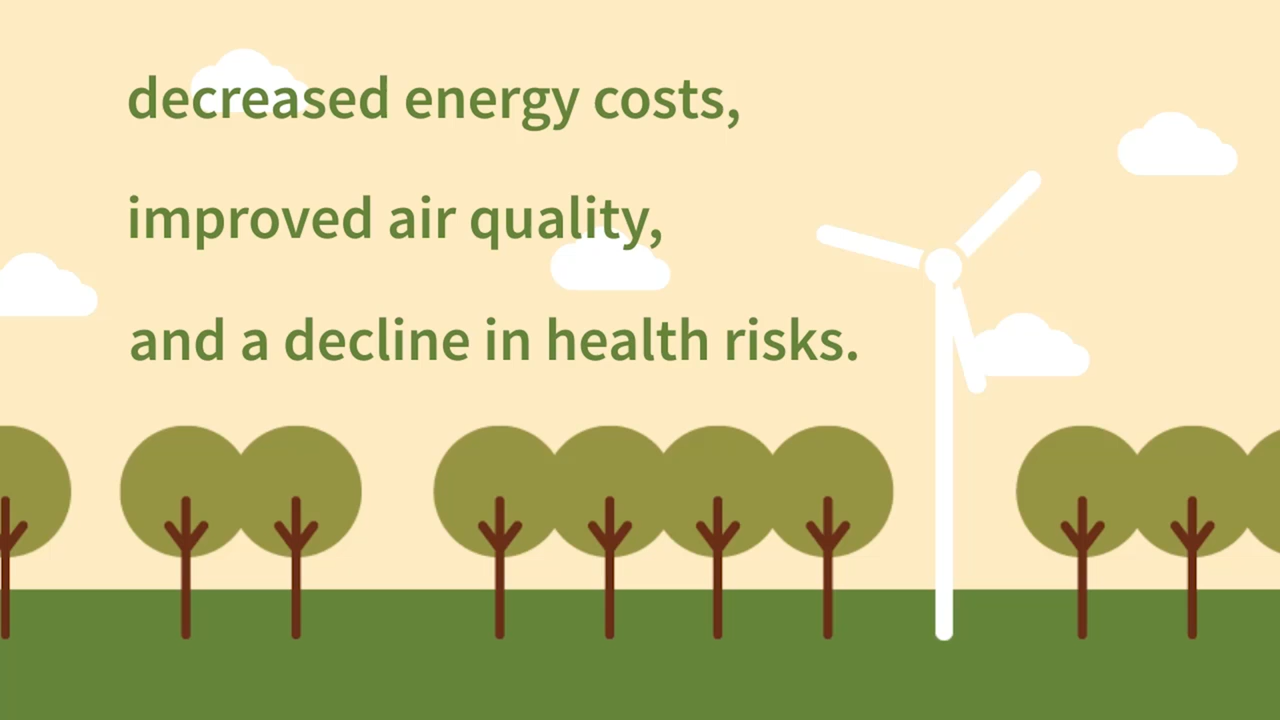 decreased energy costs,
improved air quality,
and a decline in health risks.